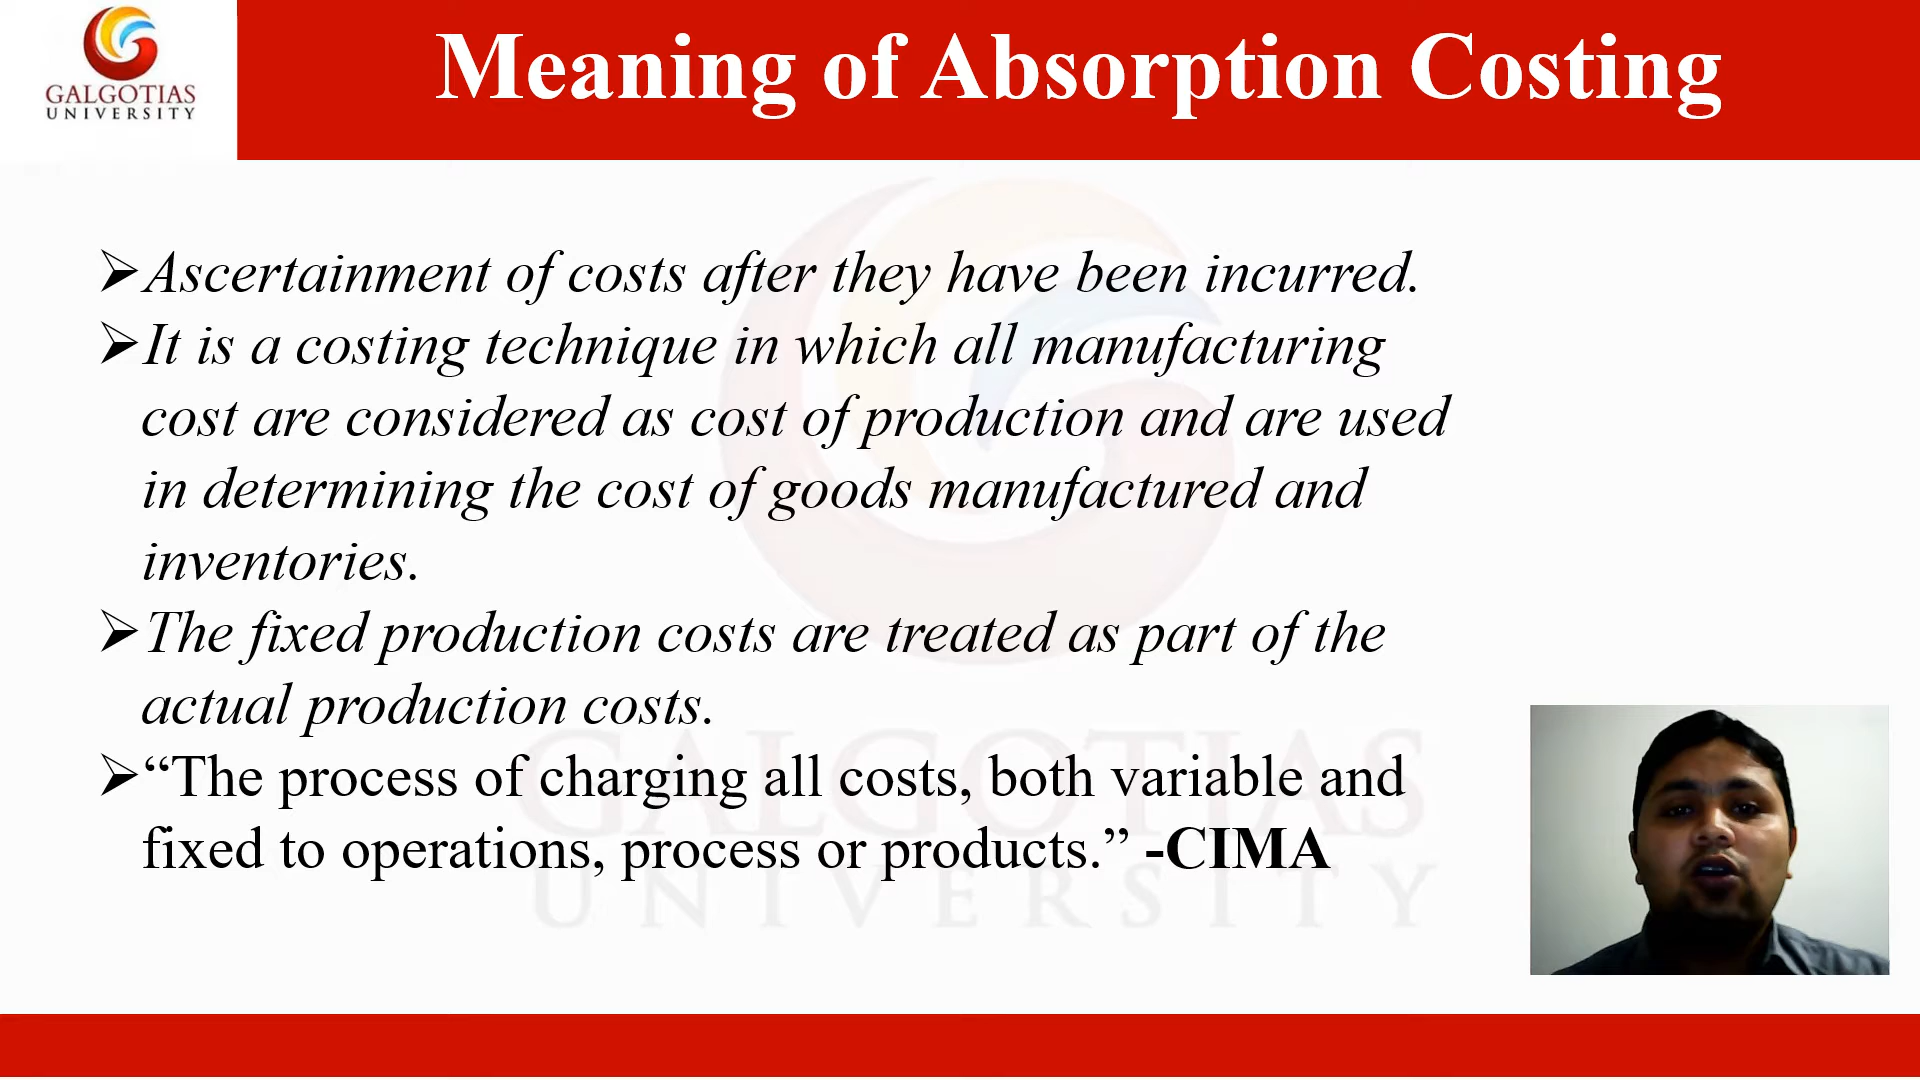 GALGOTIAS
UNIVERSITY
Meaning of Absorption Costing
➢Ascertainment of costs after they have been incurred.
➢It is a costing technique in which all manufacturing
cost are considered as cost of production and are used
in determining the cost of goods manufactured and
inventories.
➢The fixed production costs are treated as part of the
actual production costs.
➢“The process of charging all costs, both variable and
fixed to operations, process or products.” -CIMA
GALGOTIAS
UNIVERSITY